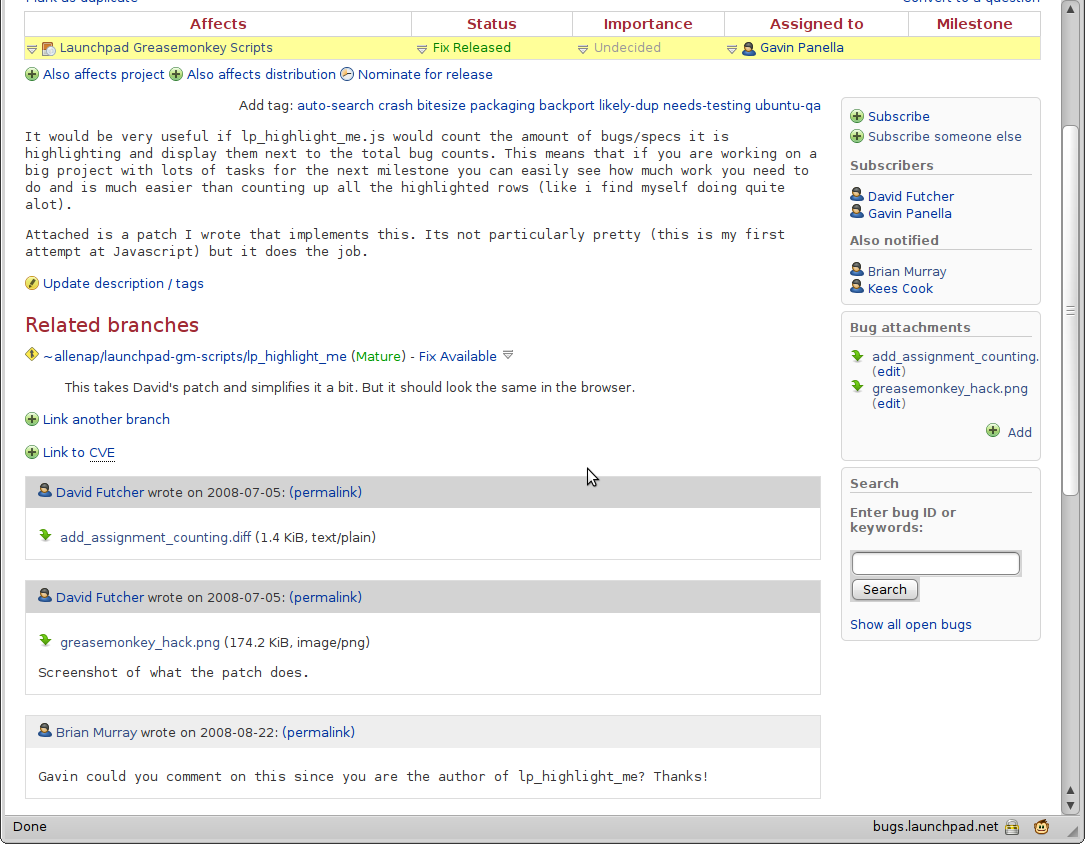 Mark as duplicate Convert to a question
Affects Status Importance Assigned to Milestone
Launchpad Greasemonkey Scripts Fix Released Undecided Gavin Panella
Also affects project Also affects distribution Nominate for release
Add tag: auto-search crash bitesize packaging backport likely-dup needs-testing ubuntu-qa
It would be very useful if lp_highlight_me.js would count the amount of bugs/specs it is
highlighting and display them next to the total bug counts. This means that if you are working on a
big project with lots of tasks for the next milestone you can easily see how much work you need to
do and is much easier than counting up all the highlighted rows (like i find myself doing quite
alot).
Attached is a patch I wrote that implements this. Its not particularly pretty (this is my first
attempt at Javascript) but it does the job.
Update description / tags
Related branches
~allenap/launchpad-gm-scripts/lp_highlight_me (Mature) - Fix Available
This takes David's patch and simplifies it a bit. But it should look the same in the browser.
Link another branch
Link to CVE
David Futcher wrote on 2008-07-05: (permalink)
add_assignment_counting.diff (1.4 KiB, text/plain)
David Futcher wrote on 2008-07-05: (permalink)
greasemonkey_hack.png (174.2 KiB, image/png)
Screenshot of what the patch does.
Brian Murray wrote on 2008-08-22: (permalink)
Gavin could you comment on this since you are the author of lp_highlight_me? Thanks!
Subscribe
Subscribe someone else
Subscribers
David Futcher
Gavin Panella
Also notified
Brian Murray
Kees Cook
Bug attachments
add_assignment_counting.
(edit)
greasemonkey_hack.png
(edit)
Add
Search
Enter bug ID or
keywords:
Search
Show all open bugs
Done bugs.launchpad.net